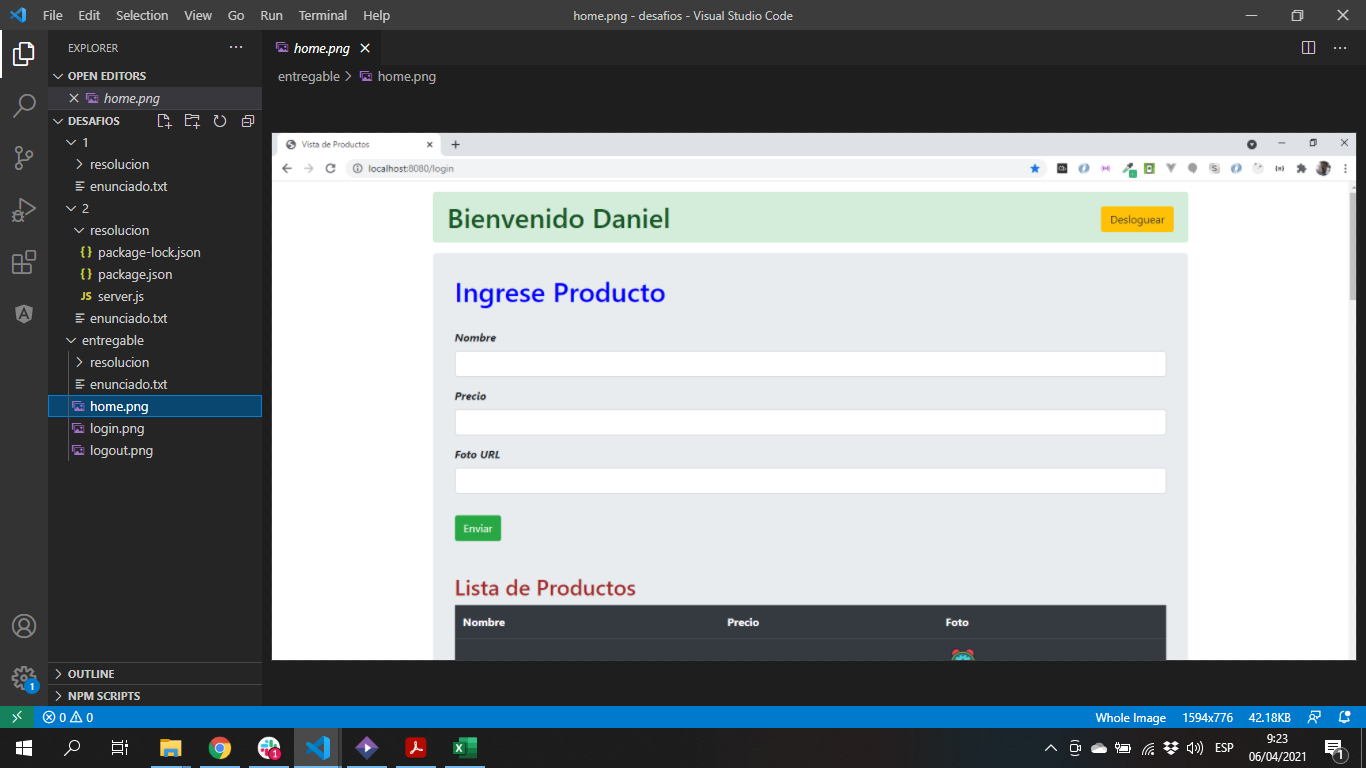 File Edit Selection View Go Run Terminal Help
home.png - desafios - Visual Studio Code
EXPLORER
OPEN EDITORS
home.png
DESAFIOS
1
resolucion
enunciado.txt
2
resolucion
{} package-lock.json
{} package.json
JS server.js
enunciado.txt
entregable
resolucion
enunciado.txt
home.png
login.png
logout.png
OUTLINE
NPM SCRIPTS
home.png
entregable > home.png
Vista de Productos
localhost:8080/login
Bienvenido Daniel
Desloguear
Ingrese Producto
Nombre
Precio
Foto URL
Enviar
Lista de Productos
Nombre Precio Foto
1
0 0
Whole Image 1594x776 42.18KB
1
ESP
9:23
06/04/2021
1